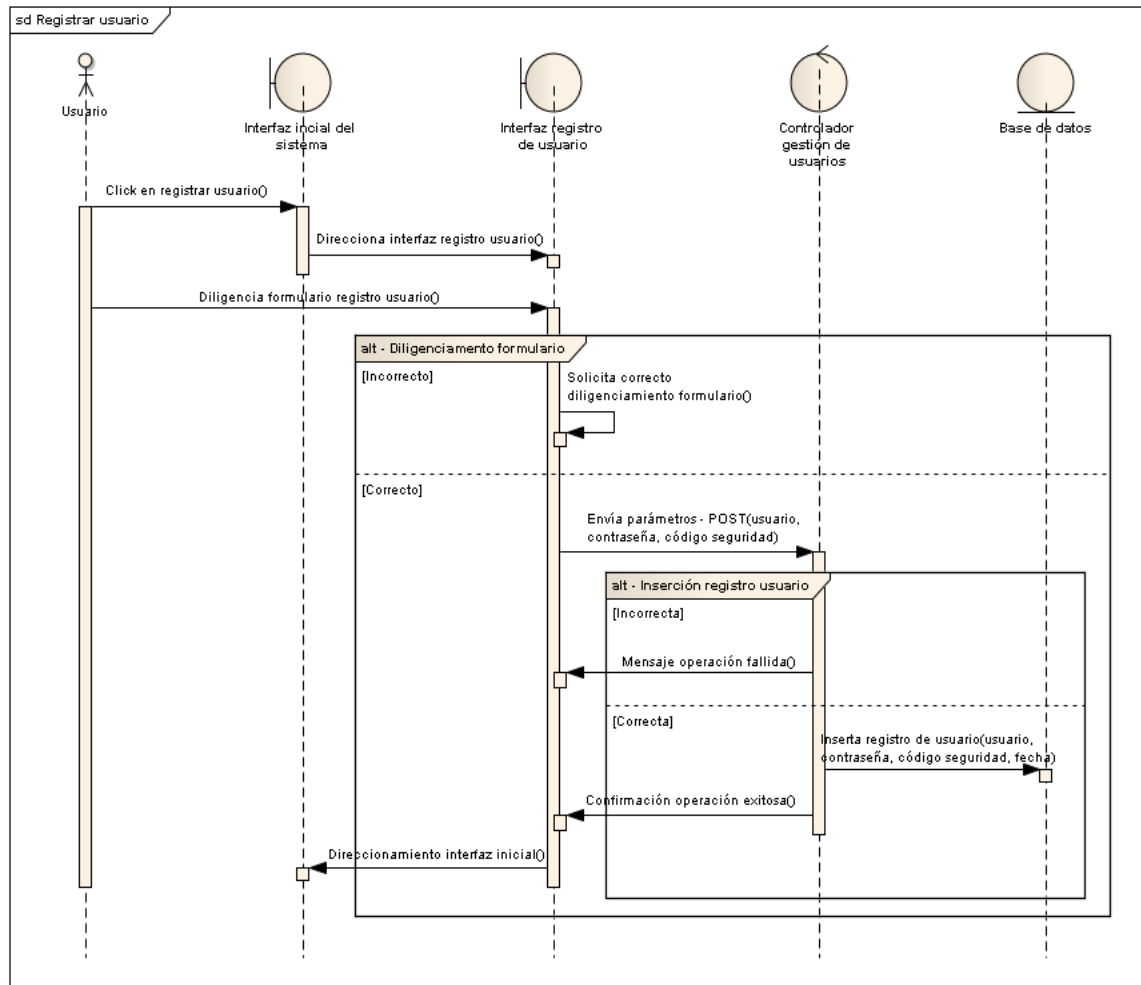 sd Registrar usuario
Usuario
Interfaz incial del
sistema
Interfaz registro
de usuario
Controlador
gestión de
usuarios
Base de datos
Click en registrar usuario()
Direcciona interfaz registro usuario()
Diligencia formulario registro usuario()
alt - Diligenciamento formulario
[Incorrecto]
Solicita correcto
diligenciamiento formulario()
[Correcto]
Envía parámetros - POST(usuario,
contraseña, código seguridad)
alt - Inserción registro usuario
[Incorrecta]
Mensaje operación fallida()
[Correcta]
Inserta registro de usuario(usuario,
contraseña, código seguridad, fecha)
Confirmación operación exitosa()
Direccionamiento interfaz inicial()